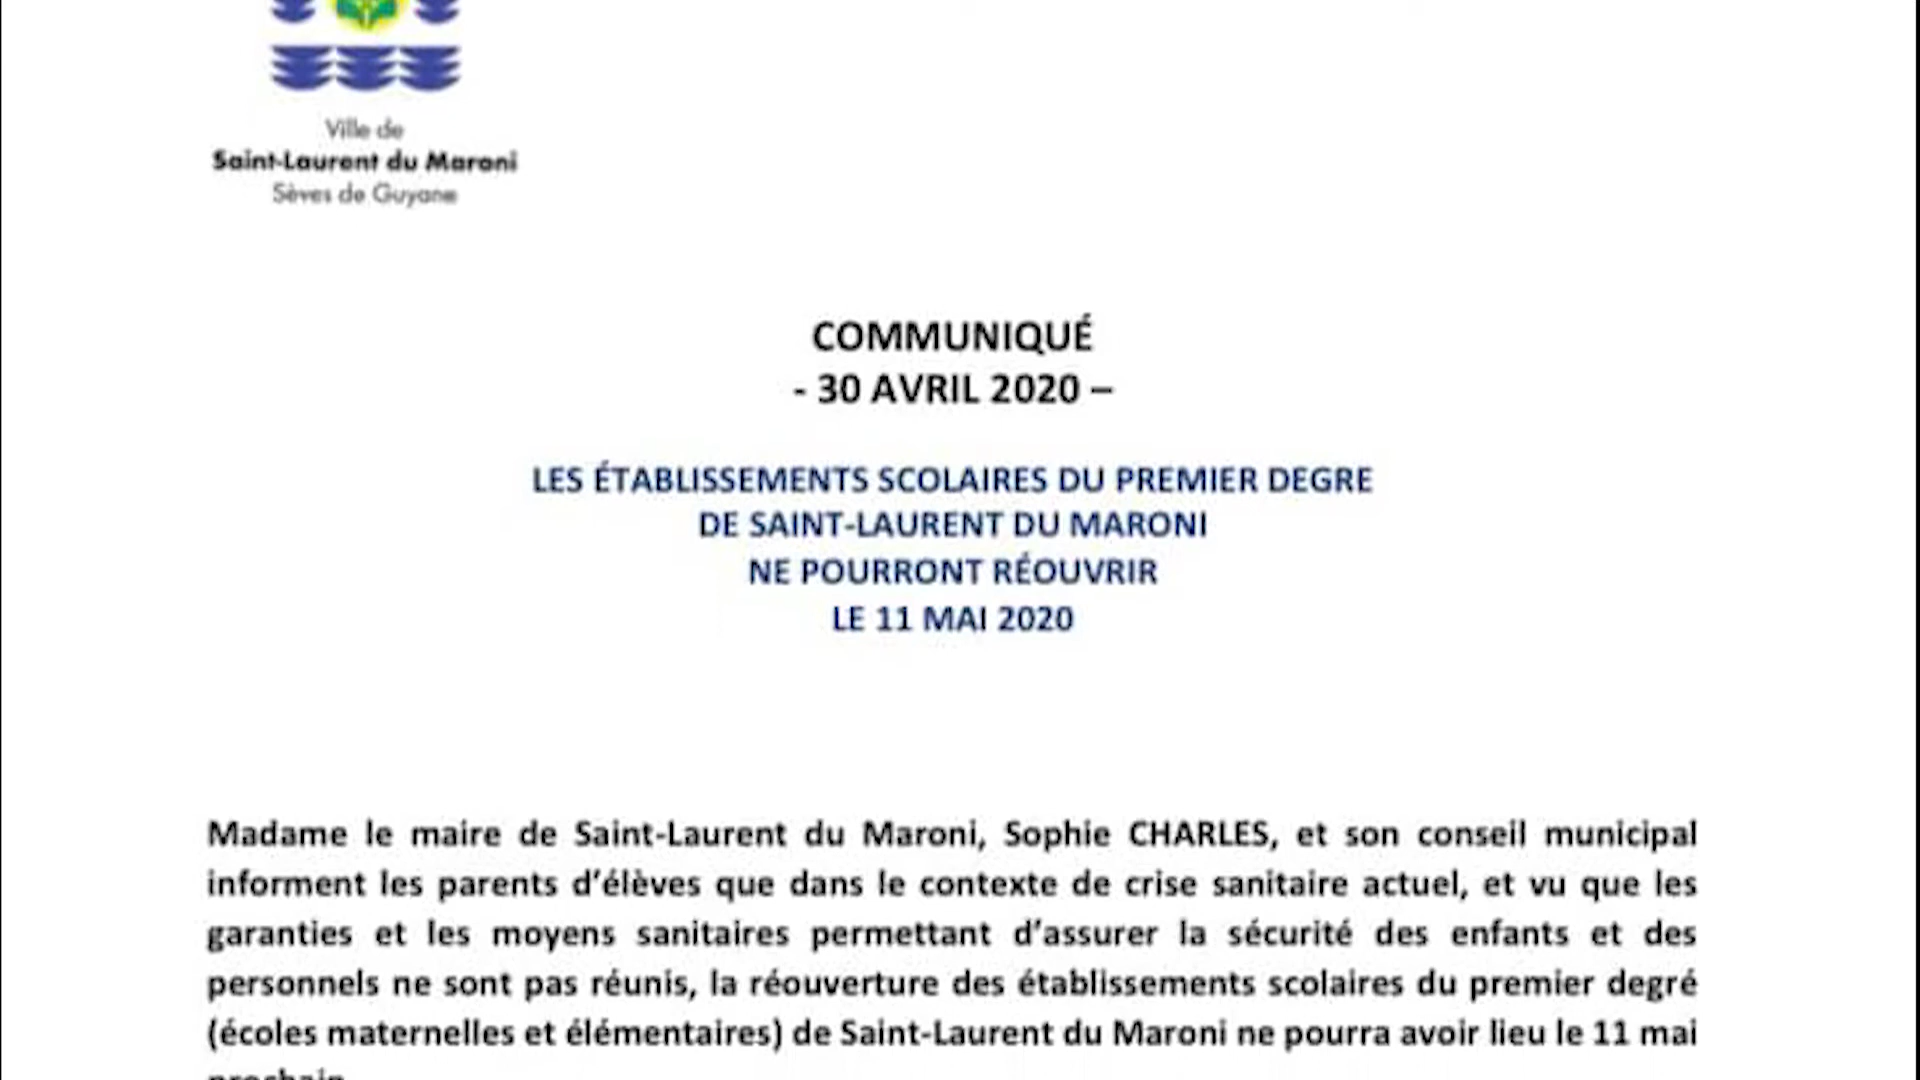 Ville de
Saint-Laurent du Maroni
Sèves de Guyane
COMMUNIQUÉ
- 30 AVRIL 2020 –
LES ÉTABLISSEMENTS SCOLAIRES DU PREMIER DEGRE
DE SAINT-LAURENT DU MARONI
NE POURRONT RÉOUVRIR
LE 11 MAI 2020
Madame le maire de Saint-Laurent du Maroni, Sophie CHARLES, et son conseil municipal
informent les parents d’élèves que dans le contexte de crise sanitaire actuel, et vu que les
garanties et les moyens sanitaires permettant d’assurer la sécurité des enfants et des
personnels ne sont pas réunis, la réouverture des établissements scolaires du premier degré
(écoles maternelles et élémentaires) de Saint-Laurent du Maroni ne pourra avoir lieu le 11 mai